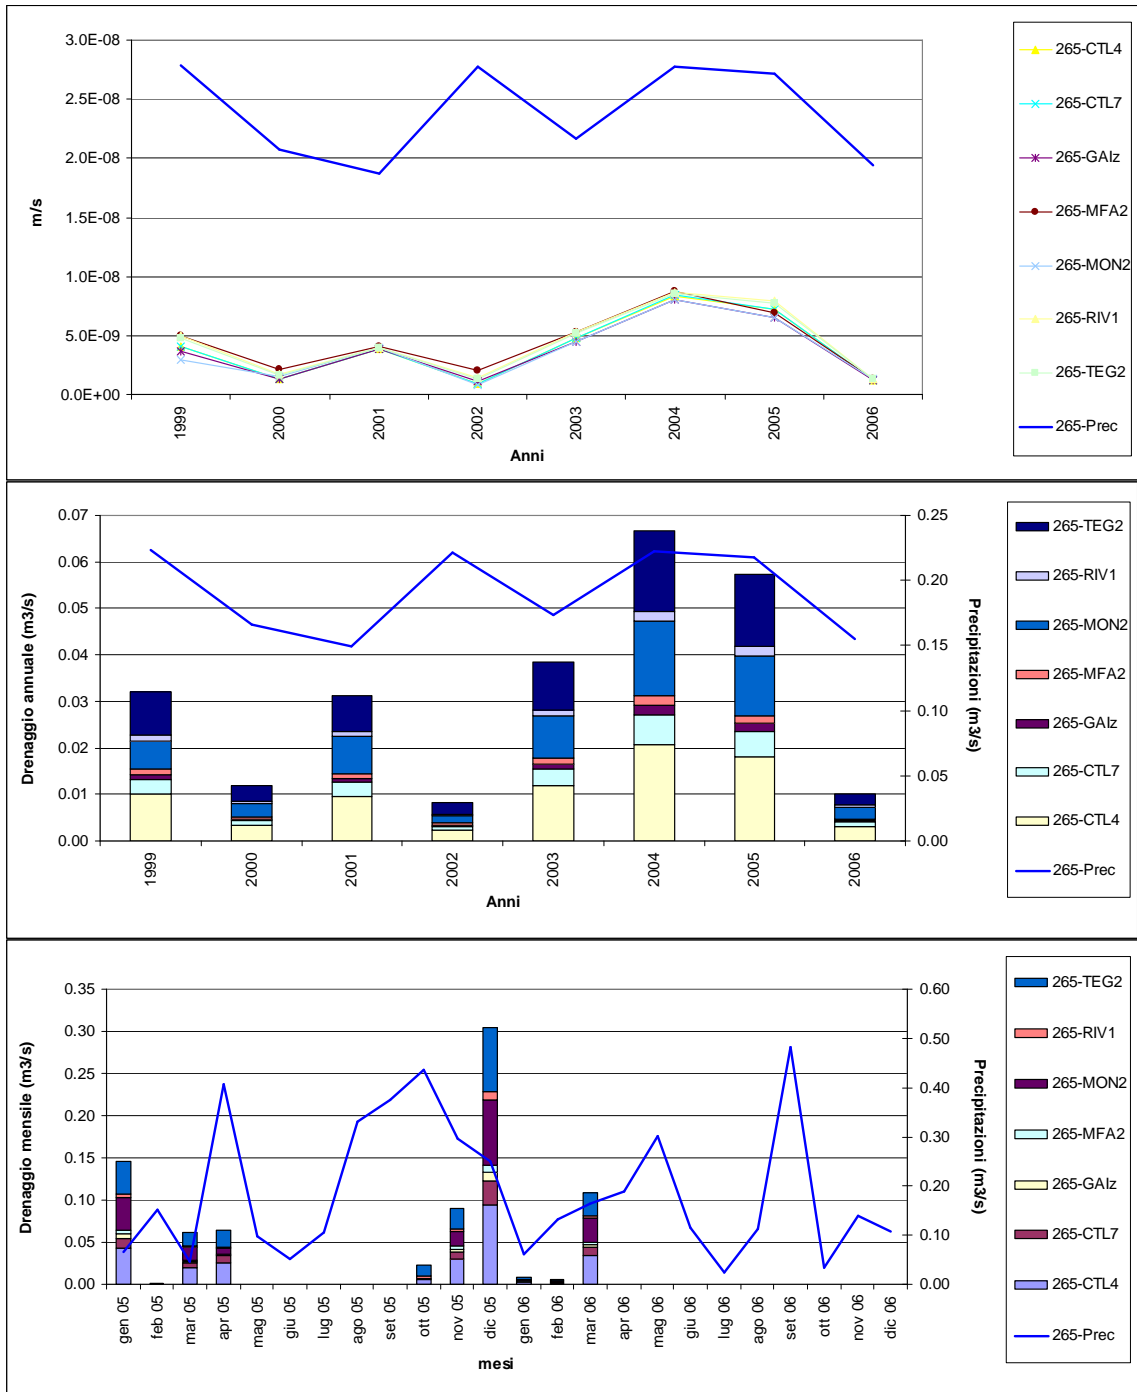 3.0E-08
2.5E-08
2.0E-08
1.5E-08
1.0E-08
5.0E-09
0.0E+00
m/s
1999
2000
2001
2002
2003
2004
2005
2006
Anni
265-CTL4
265-CTL7
265-GAIz
265-MFA2
265-MON2
265-RIV1
265-TEG2
265-Prec
0.07
0.06
0.05
0.04
0.03
0.02
0.01
0.00
Drenaggio annuale (m3/s)
0.25
0.20
0.15
0.10
0.05
0.00
Precipitazioni (m3/s)
1999
2000
2001
2002
2003
2004
2005
2006
Anni
265-TEG2
265-RIV1
265-MON2
265-MFA2
265-GAIz
265-CTL7
265-CTL4
265-Prec
0.35
0.30
0.25
0.20
0.15
0.10
0.05
0.00
Drenaggio mensile (m3/s)
0.60
0.50
0.40
0.30
0.20
0.10
0.00
Precipitazioni (m3/s)
gen 05
feb 05
mar 05
apr 05
mag 05
giu 05
lug 05
ago 05
set 05
ott 05
nov 05
dic 05
gen 06
feb 06
mar 06
apr 06
mag 06
giu 06
lug 06
ago 06
set 06
ott 06
nov 06
dic 06
mesi
265-TEG2
265-RIV1
265-MON2
265-MFA2
265-GAIz
265-CTL7
265-CTL4
265-Prec